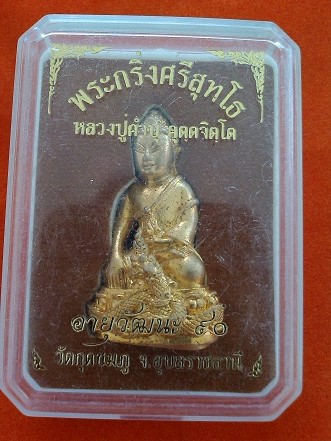 พระกริ่งศรีสุทโธ
หลวงปู่คำบุ คุตฺตจิตฺโต
อายุวัฒนะ ๙๐
วัดกุดชมภู จ.อุบลราชธานี